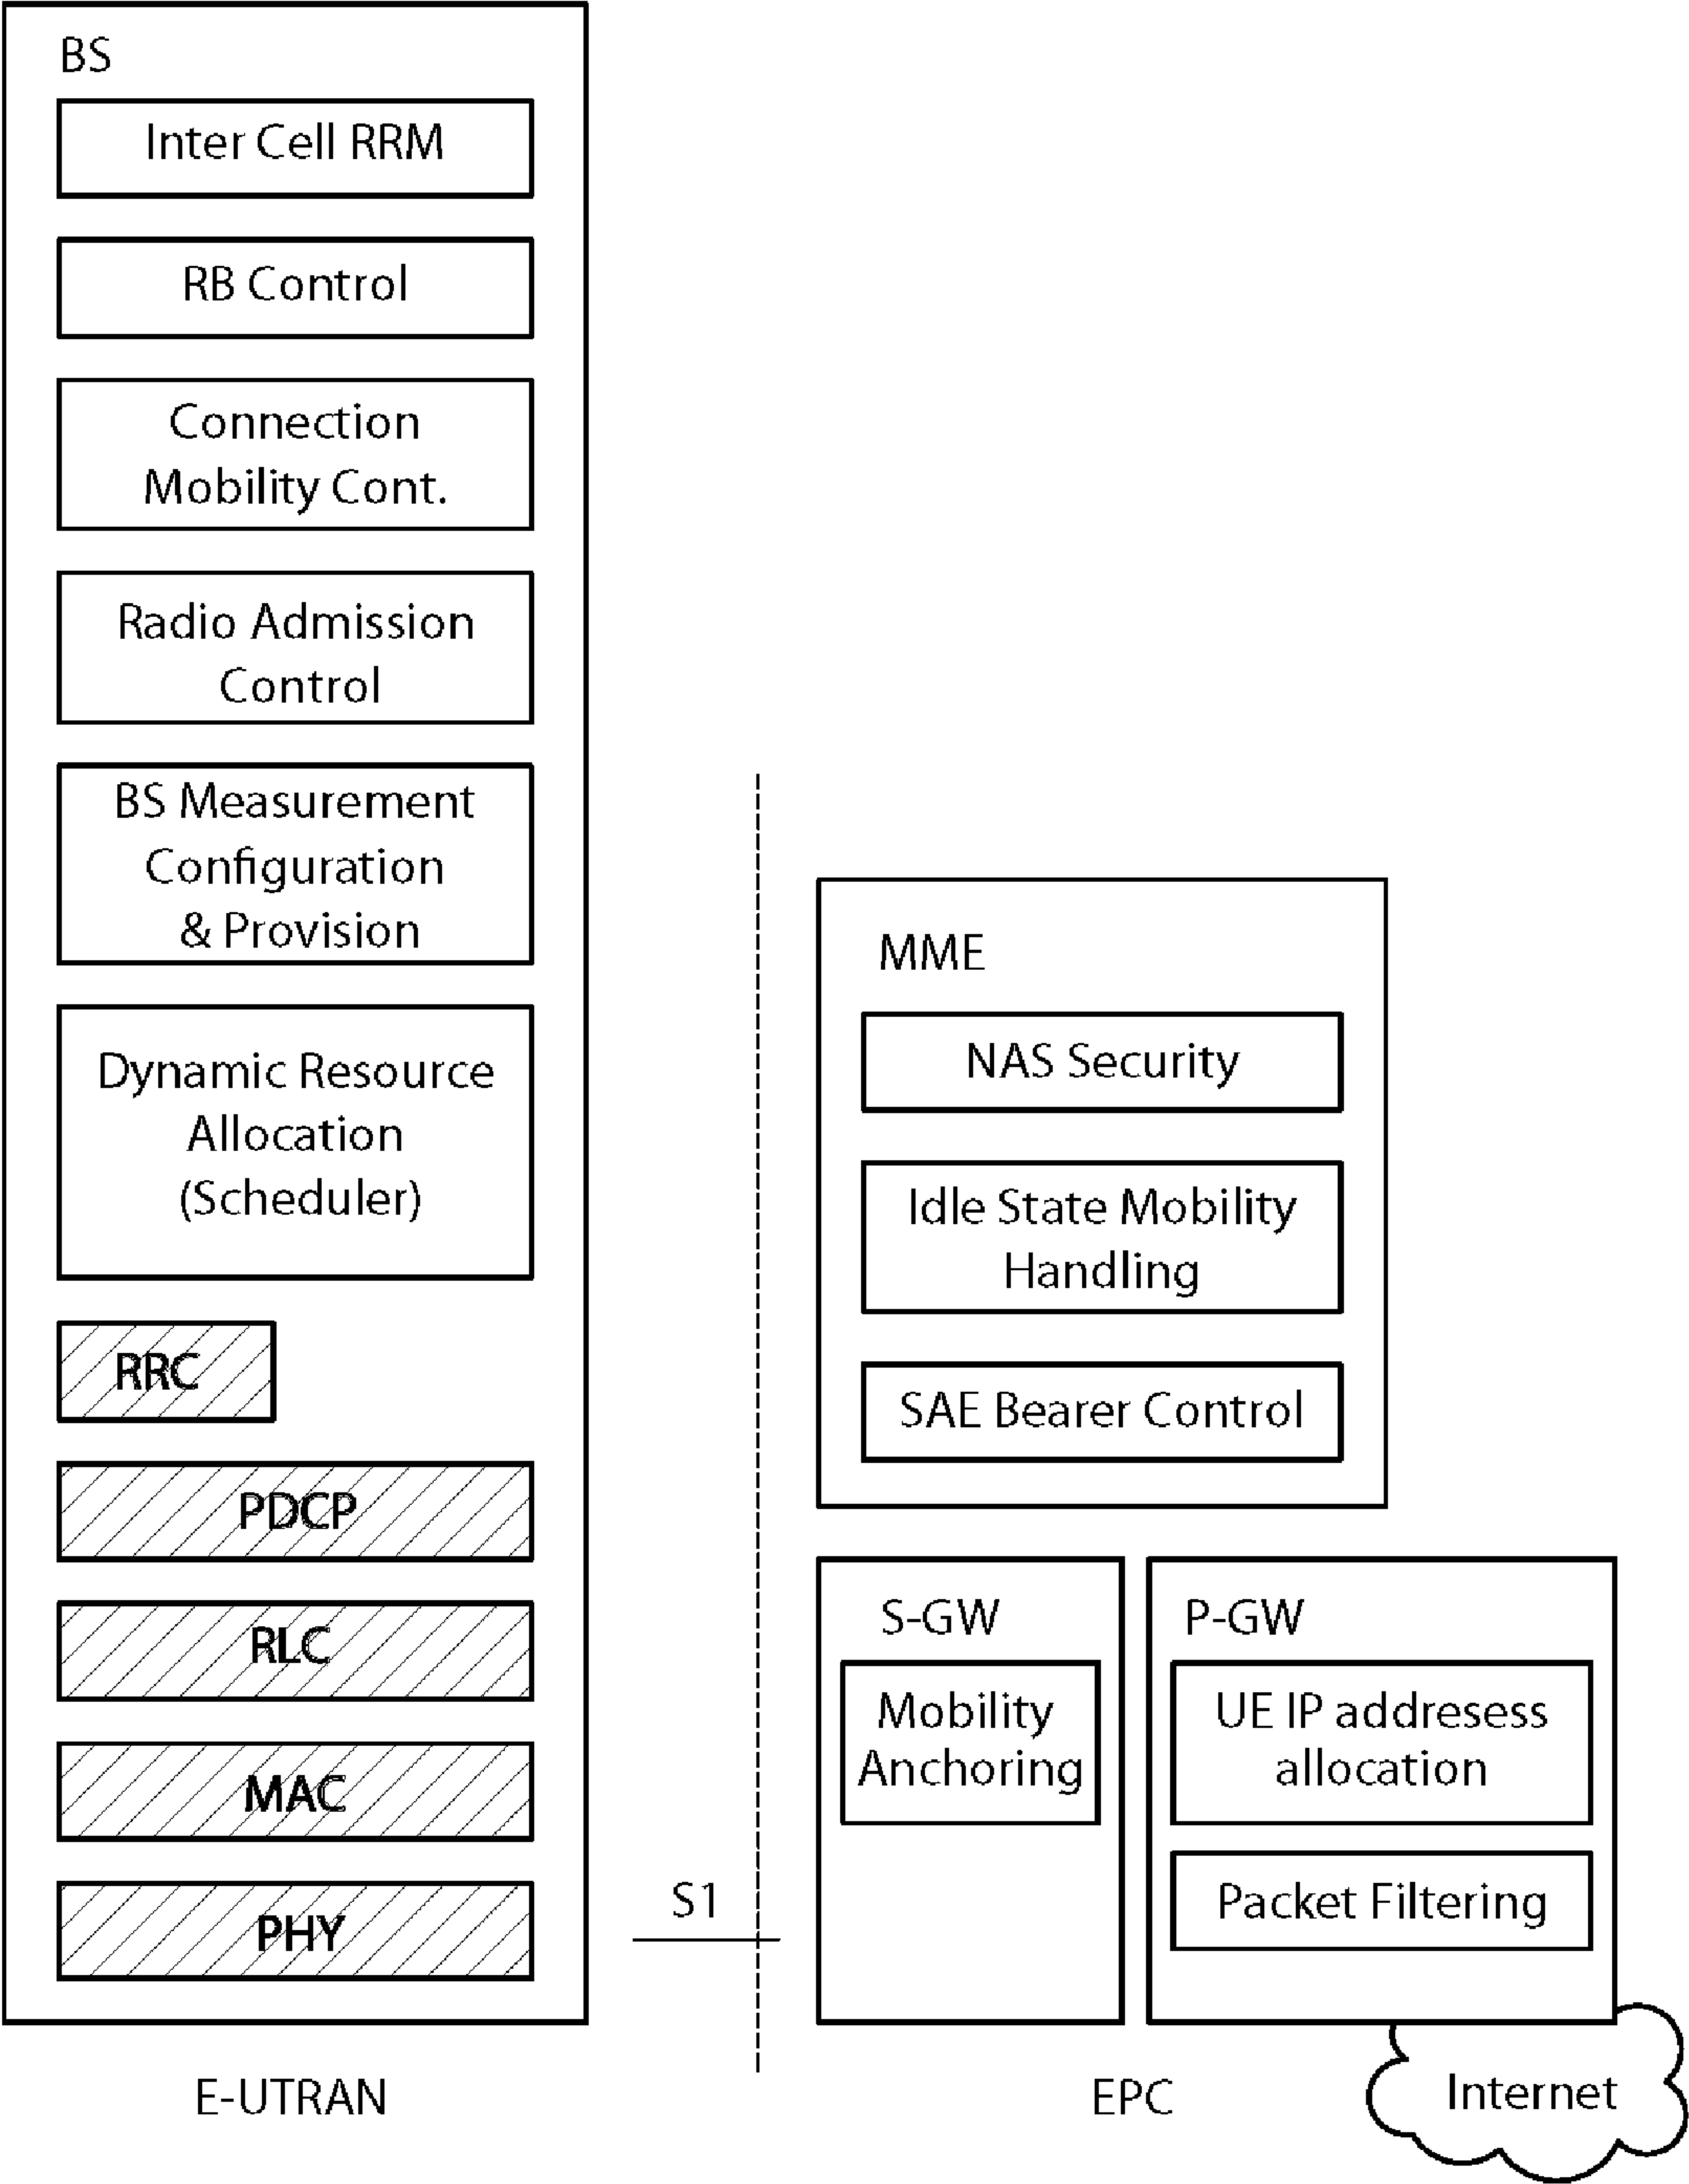 BS
Inter Cell RRM
RB Control
Connection
Mobility Cont.
Radio Admission
Control
BS Measurement
Configuration
& Provision
Dynamic Resource
Allocation
(Scheduler)
RRC
PDCP
RLC
MAC
PHY
S1
MME
NAS Security
Idle State Mobility
Handling
SAE Bearer Control
S-GW
Mobility
Anchoring
P-GW
UE IP addresess
allocation
Packet Filtering
E-UTRAN
EPC
Internet